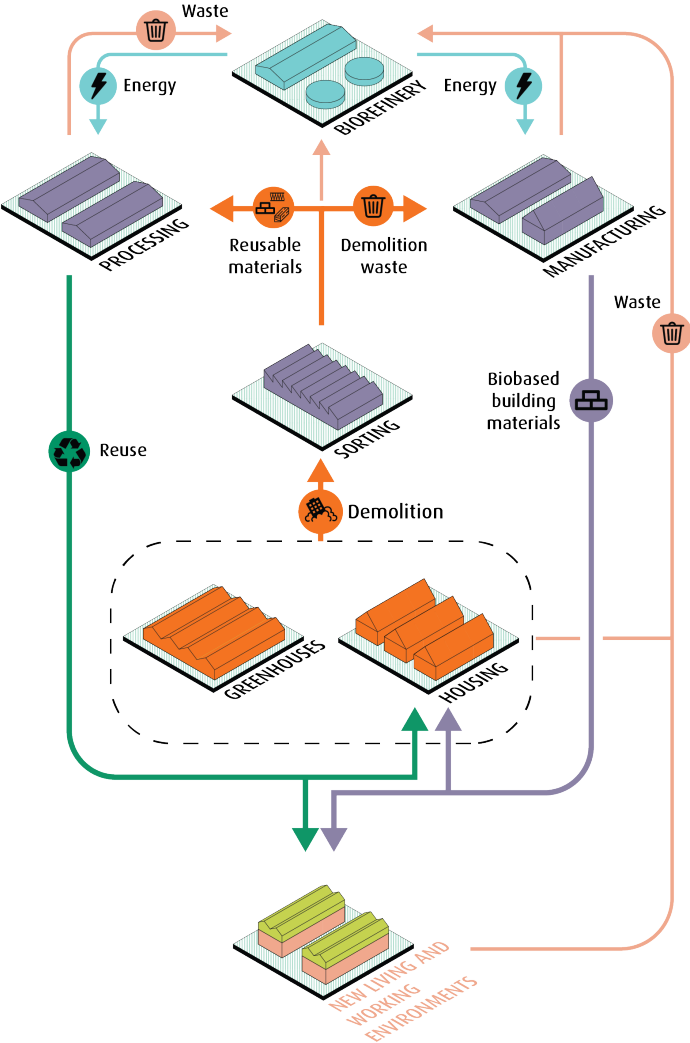 Waste
Energy
Energy
BIOREFINERY
PROCESSING
Reusable
materials
Demolition
waste
MANUFACTURING
Waste
Biobased
building
materials
SORTING
Reuse
Demolition
GREENHOUSES
HOUSING
NEW LIVING AND
WORKING
ENVIRONMENTS